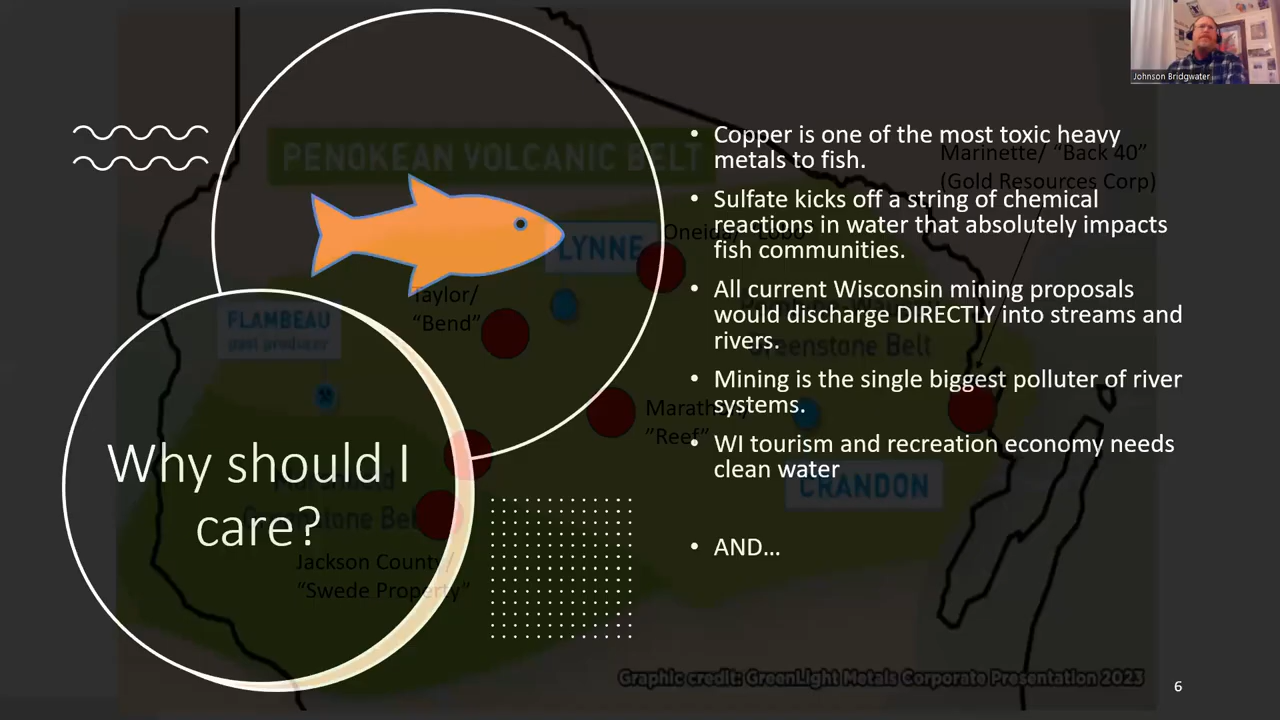 Johnson Bridgwater
PENOKEAN VOLCANIC BELT
LYNNE
Taylor/
“Bend”
FLAMBEAU
past producer
Why should I
care?
Jackson County/
“Swede Property”
• Copper is one of the most toxic heavy
metals to fish.
• Sulfate kicks off a string of chemical
reactions in water that absolutely impacts
fish communities.
• All current Wisconsin mining proposals
would discharge DIRECTLY into streams and
rivers.
• Mining is the single biggest polluter of river
systems.
• WI tourism and recreation economy needs
clean water
• AND…
Marinette/ “Back 40”
(Gold Resources Corp)
Oneida/ “Lobo”
Greenstone Belt
Marathon/
“Reef”
CRANDON
Greenstone Belt
Graphic credit: GreenLight Metals Corporate Presentation 2023
6